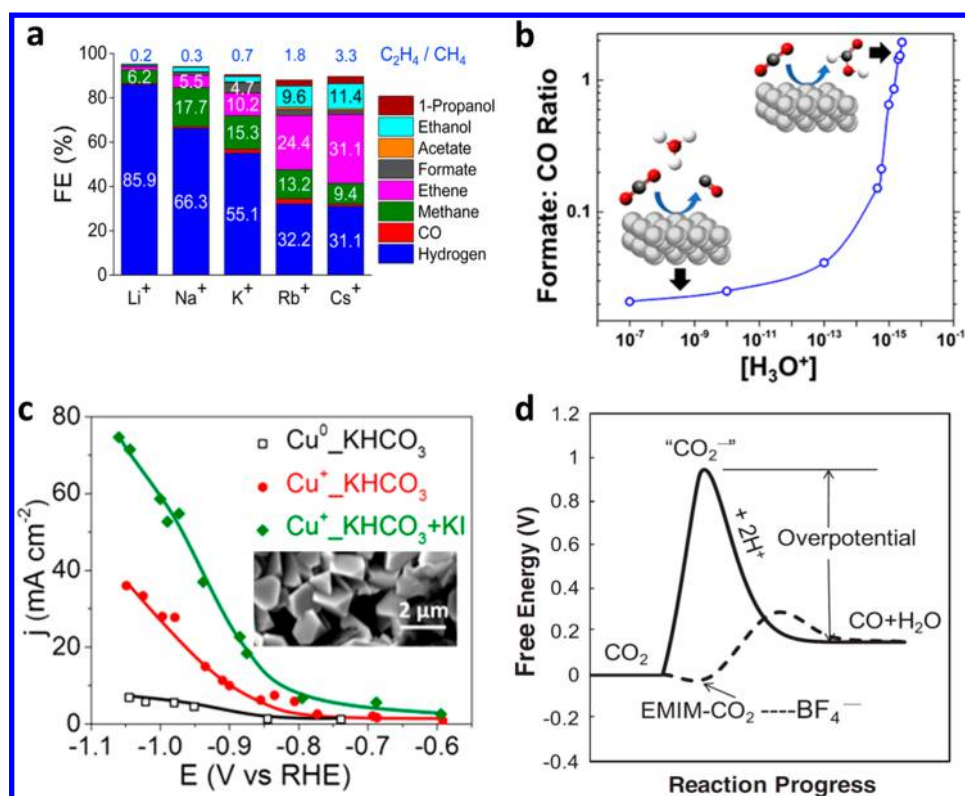 a
0.2 0.3 0.7 1.8 3.3 C₂H₄ / CH₄
100
80
60
40
20
0
FE (%)
6.2
85.9
5.5
17.7
66.3
4.7
10.2
15.3
55.1
9.6
24.4
13.2
32.2
11.4
31.1
9.4
31.1
Li⁺ Na⁺ K⁺ Rb⁺ Cs⁺
1-Propanol
Ethanol
Acetate
Formate
Ethene
Methane
CO
Hydrogen
b
Formate: CO Ratio
1
0.1
10⁻⁷ 10⁻⁹ 10⁻¹¹ 10⁻¹³ 10⁻¹⁵ 10⁻¹
[H₃O⁺]
c
80
60
40
20
0
j (mA cm⁻²)
Cu⁰_KHCO₃
Cu⁺_KHCO₃
Cu⁺_KHCO₃+KI
2 μm
-1.1 -1.0 -0.9 -0.8 -0.7 -0.6
E (V vs RHE)
d
1.2
1
0.8
0.6
0.4
0.2
0
-0.2
-0.4
Free Energy (V)
“CO₂⁻”
+ 2H⁺
Overpotential
CO₂
CO+H₂O
EMIM-CO₂ ----BF₄⁻
Reaction Progress